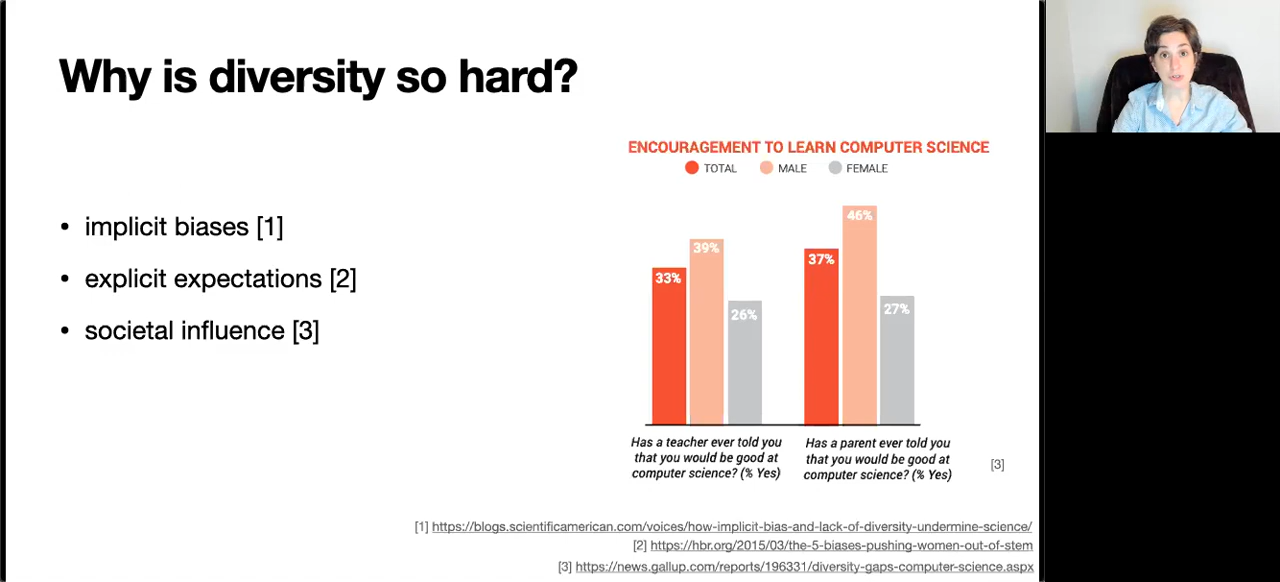 Why is diversity so hard?
• implicit biases [1]
• explicit expectations [2]
• societal influence [3]
ENCOURAGEMENT TO LEARN COMPUTER SCIENCE
TOTAL MALE FEMALE
33%
39%
26%
37%
46%
27%
Has a teacher ever told you
that you would be good at
computer science? (% Yes)
Has a parent ever told you
that you would be good at
computer science? (% Yes)
[3]
[1] https://blogs.scientificamerican.com/voices/how-implicit-bias-and-lack-of-diversity-undermine-science/
[2] https://hbr.org/2015/03/the-5-biases-pushing-women-out-of-stem
[3] https://news.gallup.com/reports/196331/diversity-gaps-computer-science.aspx